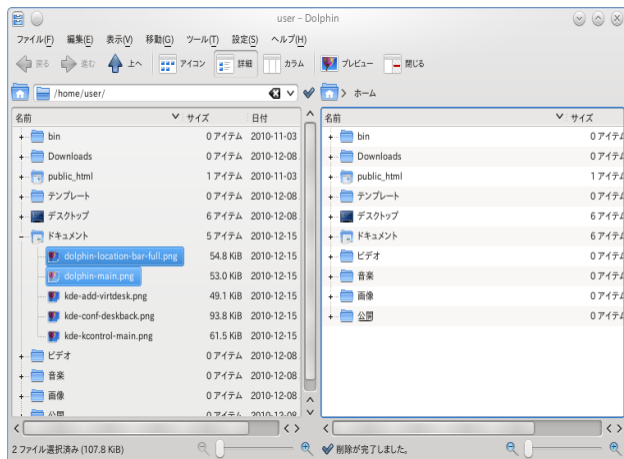 user – Dolphin
ファイル(F) 編集(E) 表示(V) 移動(G) ツール(T) 設定(S) ヘルプ(H)
戻る 進む 上へ アイコン 詳細 カラム プレビュー 閉じる
/home/user/
ホーム
名前 サイズ 日付
bin 0 アイテム 2010-11-03
Downloads 0 アイテム 2010-12-08
public_html 1 アイテム 2010-11-03
テンプレート 0 アイテム 2010-12-08
デスクトップ 6 アイテム 2010-12-08
ドキュメント 5 アイテム 2010-12-15
dolphin-location-bar-full.png 54.8 KiB 2010-12-15
dolphin-main.png 53.0 KiB 2010-12-15
kde-add-virtdesk.png 49.1 KiB 2010-12-15
kde-conf-deskback.png 93.8 KiB 2010-12-15
kde-kcontrol-main.png 61.5 KiB 2010-12-15
ビデオ 0 アイテム 2010-12-08
音楽 0 アイテム 2010-12-08
画像 0 アイテム 2010-12-08
公開 0 アイテム 2010-12-08
2 ファイル選択済み (107.8 KiB)
名前 サイズ
bin 0 アイテ
Downloads 0 アイテ
public_html 1 アイテ
テンプレート 0 アイテ
デスクトップ 6 アイテ
ドキュメント 6 アイテ
ビデオ 0 アイテ
音楽 0 アイテ
画像 0 アイテ
公開 0 アイテ
削除が完了しました。